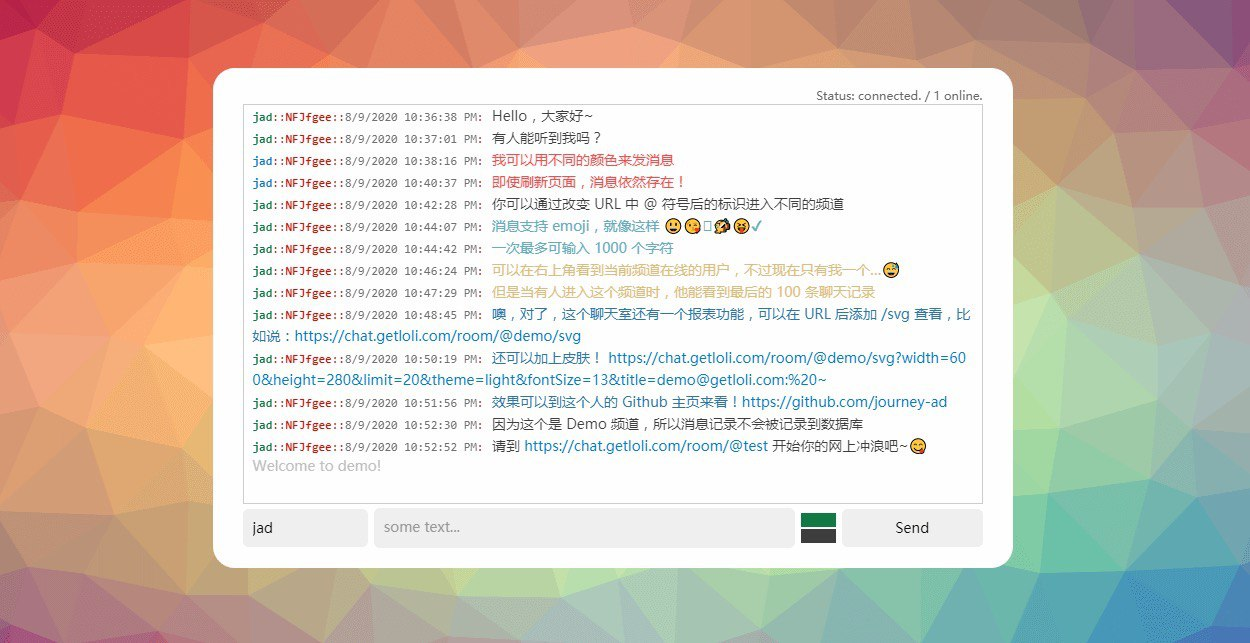 Status: connected. / 1 online.
jad::NFJfgee::8/9/2020 10:36:38 PM: Hello，大家好~
jad::NFJfgee::8/9/2020 10:37:01 PM: 有人能听到我吗？
jad::NFJfgee::8/9/2020 10:38:16 PM: 我可以用不同的颜色来发消息
jad::NFJfgee::8/9/2020 10:40:37 PM: 即使刷新页面，消息依然存在！
jad::NFJfgee::8/9/2020 10:42:28 PM: 你可以通过改变 URL 中 @ 符号后的标识进入不同的频道
jad::NFJfgee::8/9/2020 10:44:07 PM: 消息支持 emoji，就像这样 😃😘🐴😝✓
jad::NFJfgee::8/9/2020 10:44:42 PM: 一次最多可输入 1000 个字符
jad::NFJfgee::8/9/2020 10:46:24 PM: 可以在右上角看到当前频道在线的用户，不过现在只有我一个...😅
jad::NFJfgee::8/9/2020 10:47:29 PM: 但是当有人进入这个频道时，他能看到最后的 100 条聊天记录
jad::NFJfgee::8/9/2020 10:48:45 PM: 噢，对了，这个聊天室还有一个报表功能，可以在 URL 后添加 /svg 查看，比
如说：https://chat.getloli.com/room/@demo/svg
jad::NFJfgee::8/9/2020 10:50:19 PM: 还可以加上皮肤！ https://chat.getloli.com/room/@demo/svg?width=60
0&height=280&limit=20&theme=light&fontSize=13&title=demo@getloli.com:%20~
jad::NFJfgee::8/9/2020 10:51:56 PM: 效果可以到这个人的 Github 主页来看！https://github.com/journey-ad
jad::NFJfgee::8/9/2020 10:52:30 PM: 因为这个是 Demo 频道，所以消息记录不会被记录到数据库
jad::NFJfgee::8/9/2020 10:52:52 PM: 请到 https://chat.getloli.com/room/@test 开始你的网上冲浪吧~😋
Welcome to demo!
jad
some text...
Send